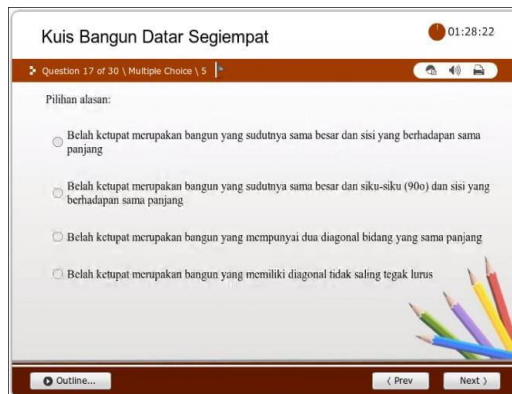 Kuis Bangun Datar Segiempat
01:28:22
Question 17 of 30 \ Multiple Choice \ 5
Pilihan alasan:
Belah ketupat merupakan bangun yang sudutnya sama besar dan sisi yang berhadapan sama
panjang
Belah ketupat merupakan bangun yang sudutnya sama besar dan siku-siku (90o) dan sisi yang
berhadapan sama panjang
Belah ketupat merupakan bangun yang mempunyai dua diagonal bidang yang sama panjang
Belah ketupat merupakan bangun yang memiliki diagonal tidak saling tegak lurus
Outline...
Prev
Next